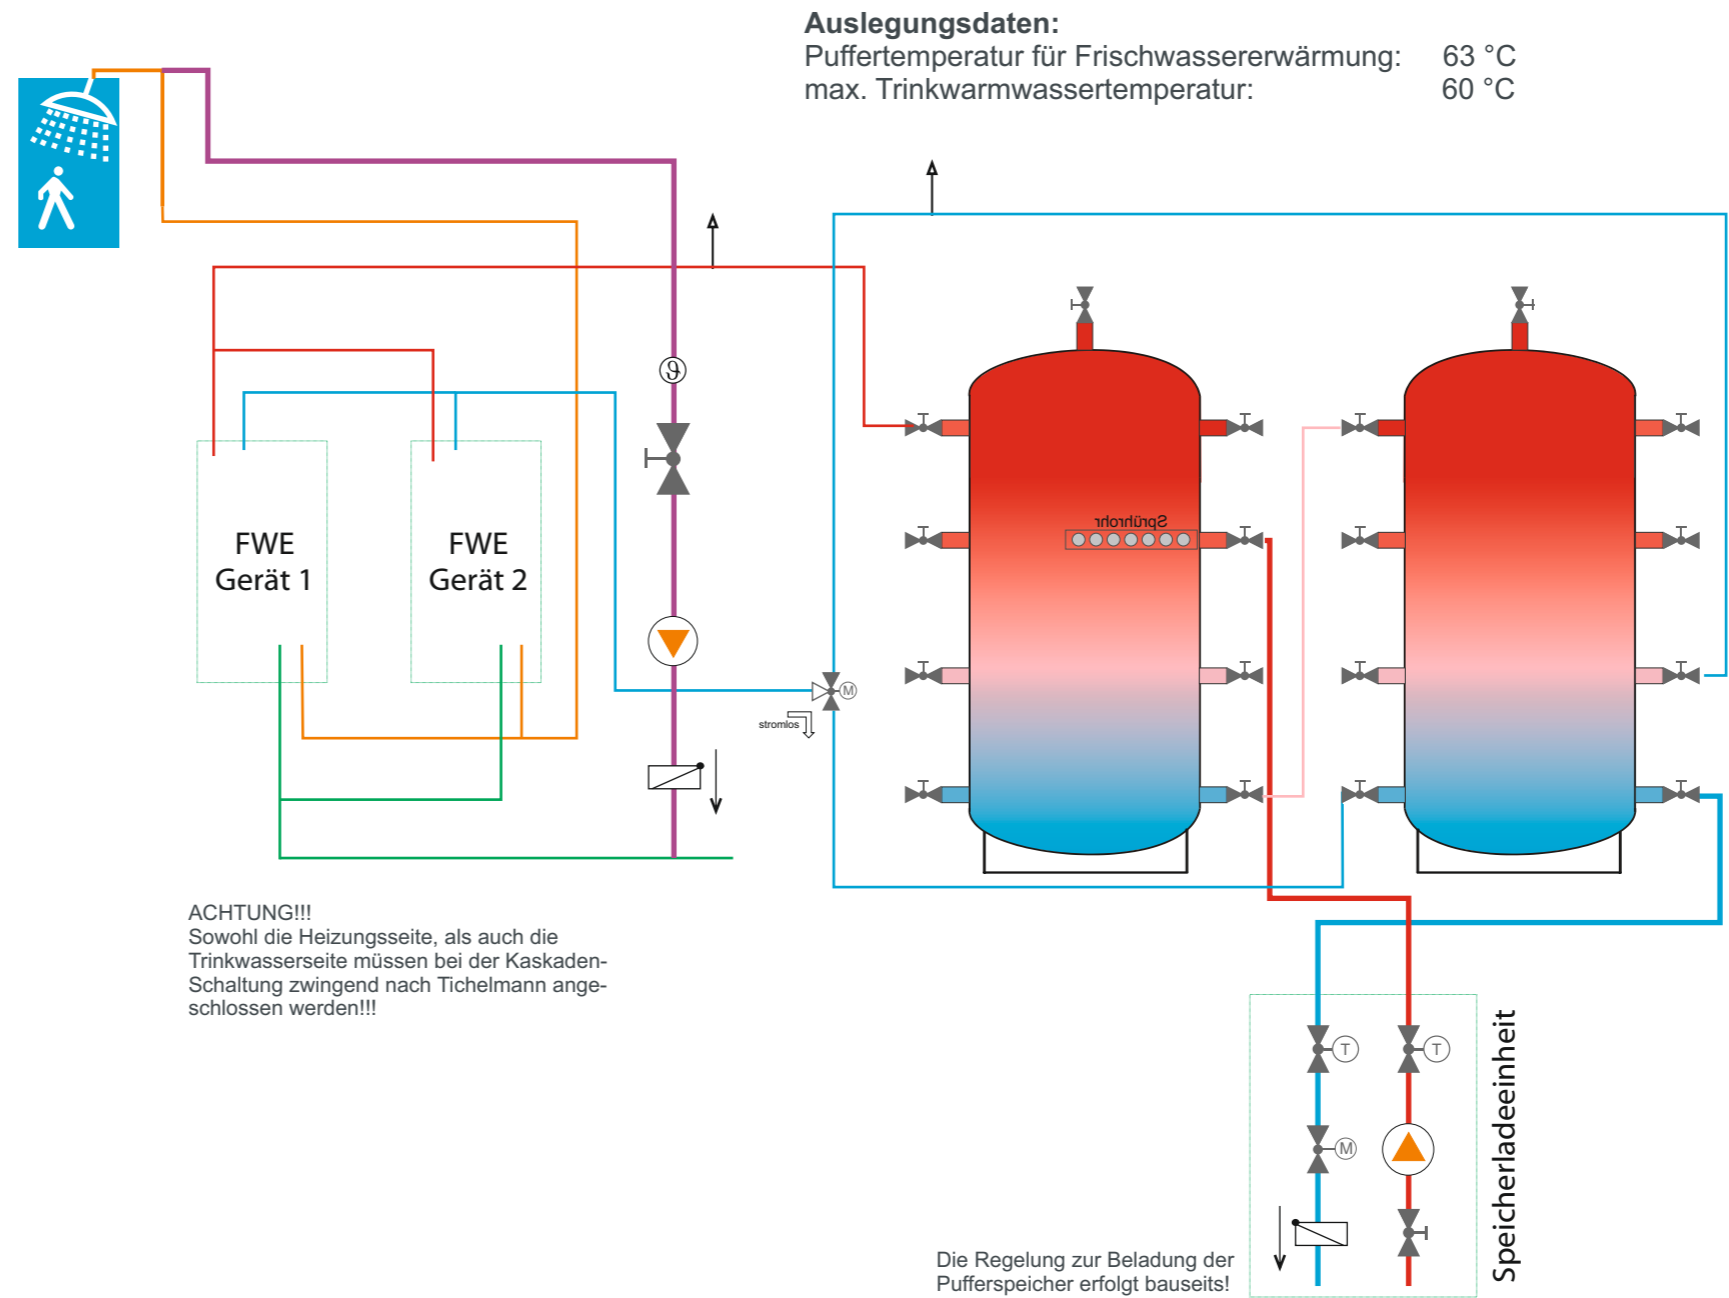 Auslegungsdaten:
Puffertemperatur für Frischwassererwärmung: 63 °C
max. Trinkwarmwassertemperatur: 60 °C
ϑ
FWE
Gerät 1
FWE
Gerät 2
Sprührohr
M
stromlos
ACHTUNG!!!
Sowohl die Heizungsseite, als auch die
Trinkwasserseite müssen bei der Kaskaden-
Schaltung zwingend nach Tichelmann ange-
schlossen werden!!!
T
T
M
Speicherladeeinheit
Die Regelung zur Beladung der
Pufferspeicher erfolgt bauseits!